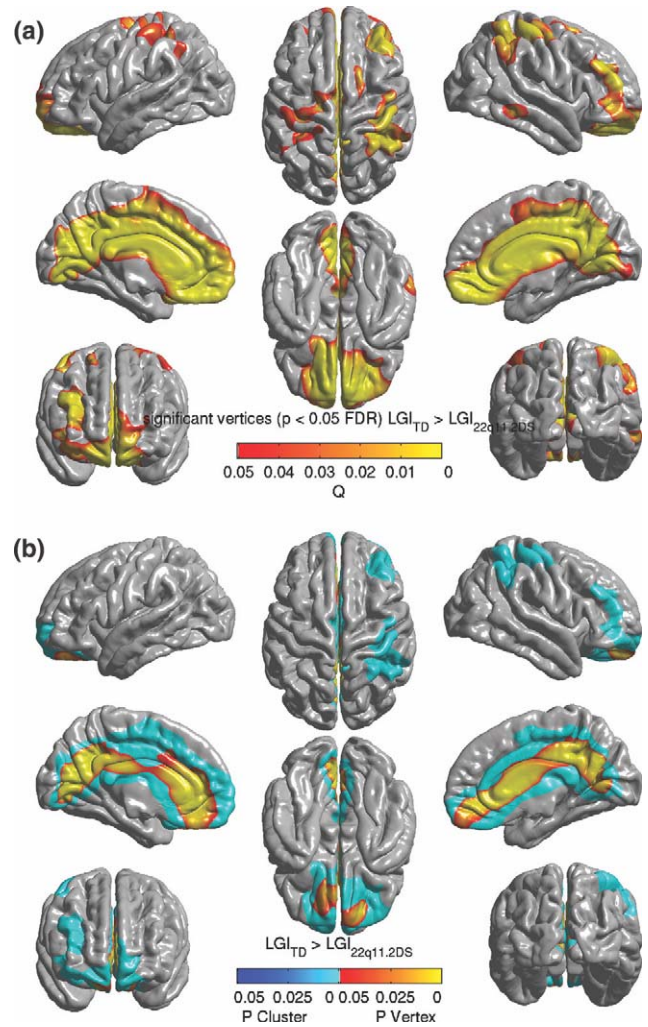 (a)
significant vertices (p < 0.05 FDR) LGI_TD > LGI_22q11.2DS
0.05 0.04 0.03 0.02 0.01 0
Q
(b)
LGI_TD > LGI_22q11.2DS
0.05 0.025 0 0.05 0.025 0
P Cluster P Vertex